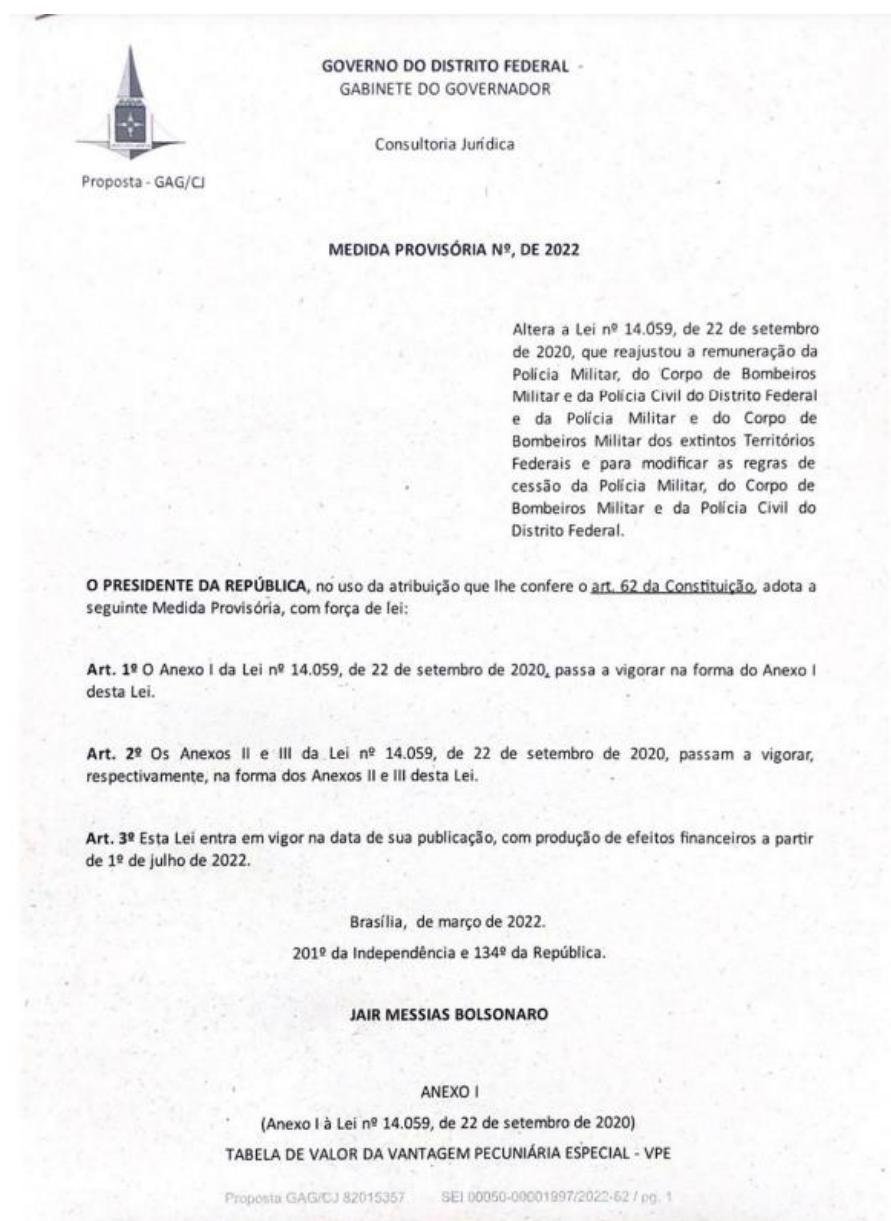 GOVERNO DO DISTRITO FEDERAL
GABINETE DO GOVERNADOR
Consultoria Jurídica
Proposta - GAG/CJ
MEDIDA PROVISÓRIA Nº, DE 2022
Altera a Lei nº 14.059, de 22 de setembro
de 2020, que reajustou a remuneração da
Polícia Militar, do Corpo de Bombeiros
Militar e da Polícia Civil do Distrito Federal
e da Polícia Militar e do Corpo de
Bombeiros Militar dos extintos Territórios
Federais e para modificar as regras de
cessão da Polícia Militar, do Corpo de
Bombeiros Militar e da Polícia Civil do
Distrito Federal.
O PRESIDENTE DA REPÚBLICA, no uso da atribuição que lhe confere o art. 62 da Constituição, adota a
seguinte Medida Provisória, com força de lei:
Art. 1º O Anexo I da Lei nº 14.059, de 22 de setembro de 2020, passa a vigorar na forma do Anexo I
desta Lei.
Art. 2º Os Anexos II e III da Lei nº 14.059, de 22 de setembro de 2020, passam a vigorar,
respectivamente, na forma dos Anexos II e III desta Lei.
Art. 3º Esta Lei entra em vigor na data de sua publicação, com produção de efeitos financeiros a partir
de 1º de julho de 2022.
Brasília, de março de 2022.
201º da Independência e 134º da República.
JAIR MESSIAS BOLSONARO
ANEXO I
(Anexo I à Lei nº 14.059, de 22 de setembro de 2020)
TABELA DE VALOR DA VANTAGEM PECUNIÁRIA ESPECIAL - VPE
Proposta GAG/CJ 82015357 SEI 00050-00001997/2022-62 / pg. 1